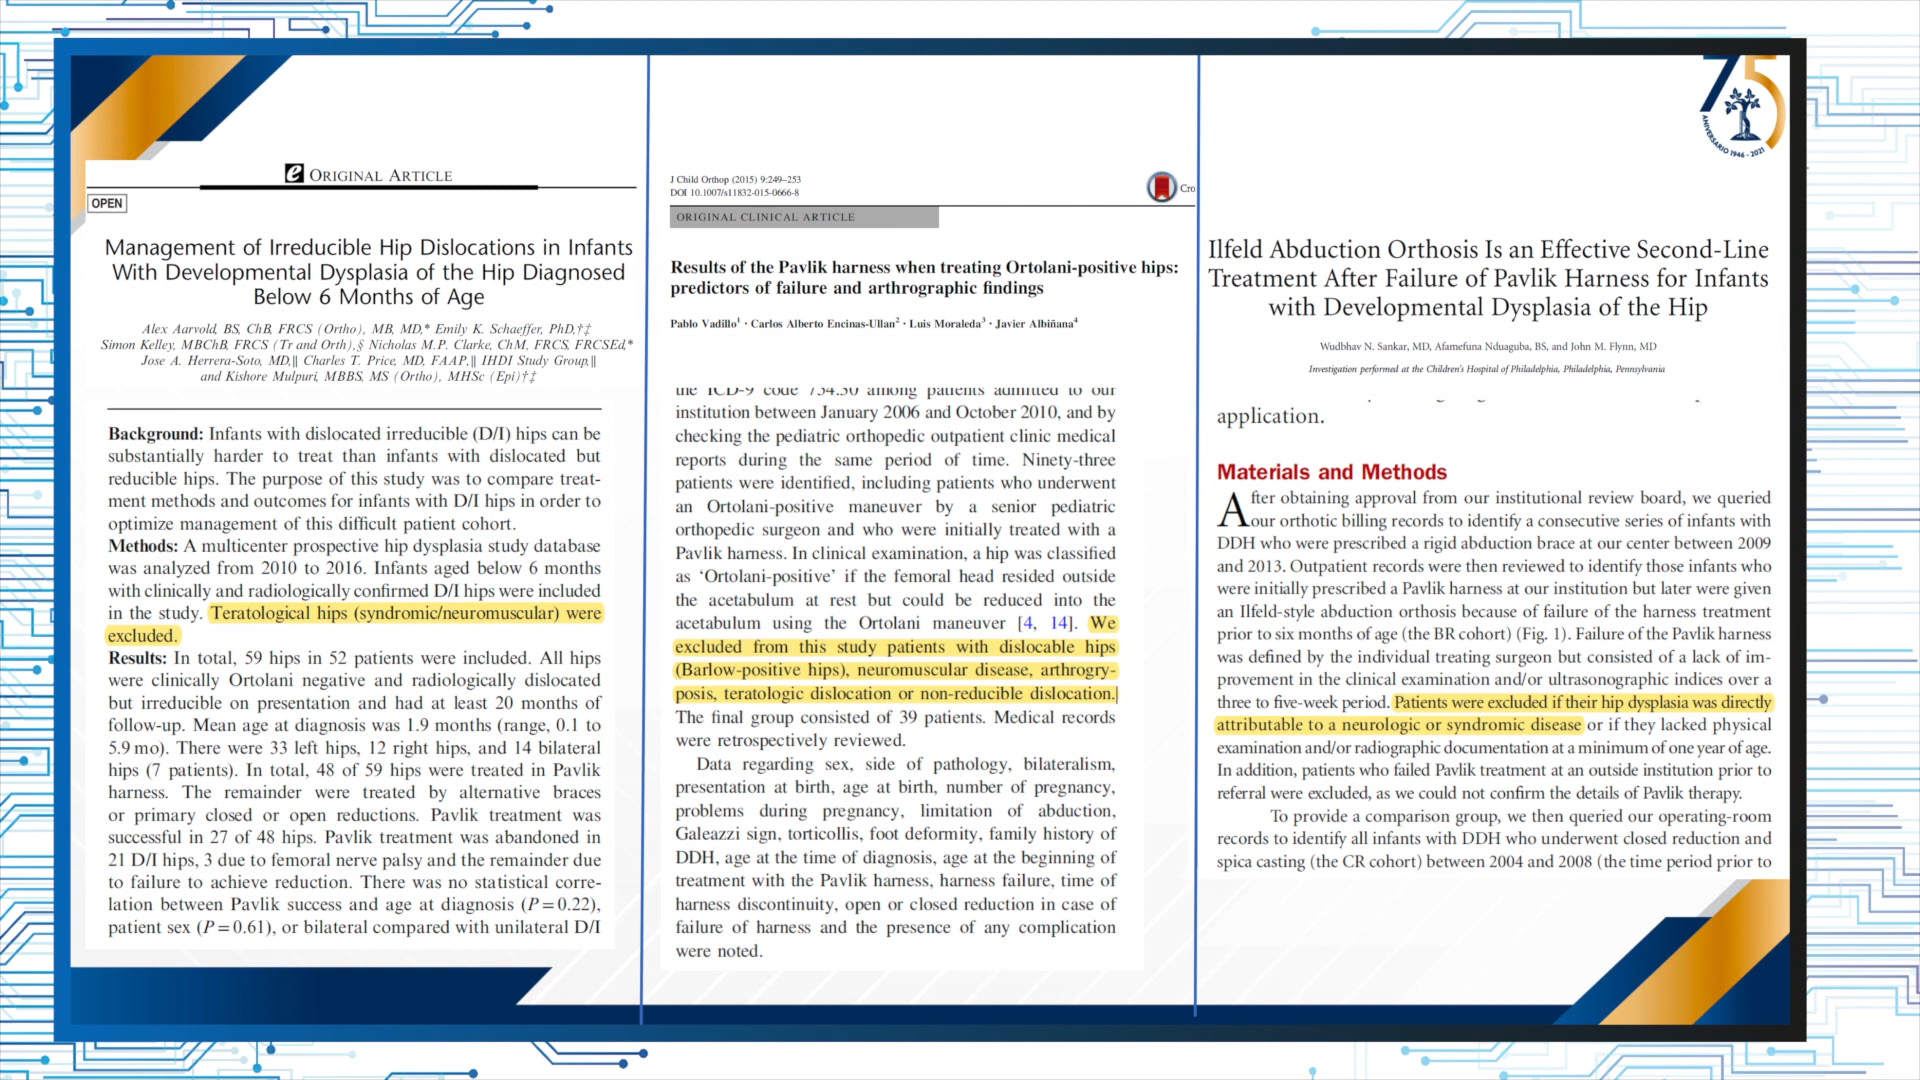 e ORIGINAL ARTICLE
OPEN
Management of Irreducible Hip Dislocations in Infants
With Developmental Dysplasia of the Hip Diagnosed
Below 6 Months of Age
Alex Aarvold, BS, ChB, FRCS (Ortho), MB, MD,* Emily K. Schaeffer, PhD,†‡
Simon Kelley, MBChB, FRCS (Tr and Orth),§ Nicholas M.P. Clarke, ChM, FRCS, FRCSEd,*
Jose A. Herrera-Soto, MD,∥ Charles T. Price, MD, FAAP,∥ IHDI Study Group,∥
and Kishore Mulpuri, MBBS, MS (Ortho), MHSc (Epi)†‡
Background: Infants with dislocated irreducible (D/I) hips can be
substantially harder to treat than infants with dislocated but
reducible hips. The purpose of this study was to compare treat-
ment methods and outcomes for infants with D/I hips in order to
optimize management of this difficult patient cohort.
Methods: A multicenter prospective hip dysplasia study database
was analyzed from 2010 to 2016. Infants aged below 6 months
with clinically and radiologically confirmed D/I hips were included
in the study. Teratological hips (syndromic/neuromuscular) were
excluded.
Results: In total, 59 hips in 52 patients were included. All hips
were clinically Ortolani negative and radiologically dislocated
but irreducible on presentation and had at least 20 months of
follow-up. Mean age at diagnosis was 1.9 months (range, 0.1 to
5.9 mo). There were 33 left hips, 12 right hips, and 14 bilateral
hips (7 patients). In total, 48 of 59 hips were treated in Pavlik
harness. The remainder were treated by alternative braces
or primary closed or open reductions. Pavlik treatment was
successful in 27 of 48 hips. Pavlik treatment was abandoned in
21 D/I hips, 3 due to femoral nerve palsy and the remainder due
to failure to achieve reduction. There was no statistical corre-
lation between Pavlik success and age at diagnosis (P=0.22),
patient sex (P=0.61), or bilateral compared with unilateral D/I
J Child Orthop (2015) 9:249–253
DOI 10.1007/s11832-015-0666-8
Cro
ORIGINAL CLINICAL ARTICLE
Results of the Pavlik harness when treating Ortolani-positive hips:
predictors of failure and arthrographic findings
Pablo Vadillo1 · Carlos Alberto Encinas-Ullan2 · Luis Moraleda3 · Javier Albiñana4
the ICD-9 code 754.30 among patients admitted to our
institution between January 2006 and October 2010, and by
checking the pediatric orthopedic outpatient clinic medical
reports during the same period of time. Ninety-three
patients were identified, including patients who underwent
an Ortolani-positive maneuver by a senior pediatric
orthopedic surgeon and who were initially treated with a
Pavlik harness. In clinical examination, a hip was classified
as ‘Ortolani-positive’ if the femoral head resided outside
the acetabulum at rest but could be reduced into the
acetabulum using the Ortolani maneuver [4, 14]. We
excluded from this study patients with dislocable hips
(Barlow-positive hips), neuromuscular disease, arthrogry-
posis, teratologic dislocation or non-reducible dislocation.
The final group consisted of 39 patients. Medical records
were retrospectively reviewed.
Data regarding sex, side of pathology, bilateralism,
presentation at birth, age at birth, number of pregnancy,
problems during pregnancy, limitation of abduction,
Galeazzi sign, torticollis, foot deformity, family history of
DDH, age at the time of diagnosis, age at the beginning of
treatment with the Pavlik harness, harness failure, time of
harness discontinuity, open or closed reduction in case of
failure of harness and the presence of any complication
were noted.
75
ANIVERSARIO 1946 - 2021
Ilfeld Abduction Orthosis Is an Effective Second-Line
Treatment After Failure of Pavlik Harness for Infants
with Developmental Dysplasia of the Hip
Wudbhav N. Sankar, MD, Afamefuna Nduaguba, BS, and John M. Flynn, MD
Investigation performed at the Children's Hospital of Philadelphia, Philadelphia, Pennsylvania
application.
Materials and Methods
After obtaining approval from our institutional review board, we queried
our orthotic billing records to identify a consecutive series of infants with
DDH who were prescribed a rigid abduction brace at our center between 2009
and 2013. Outpatient records were then reviewed to identify those infants who
were initially prescribed a Pavlik harness at our institution but later were given
an Ilfeld-style abduction orthosis because of failure of the harness treatment
prior to six months of age (the BR cohort) (Fig. 1). Failure of the Pavlik harness
was defined by the individual treating surgeon but consisted of a lack of im-
provement in the clinical examination and/or ultrasonographic indices over a
three to five-week period. Patients were excluded if their hip dysplasia was directly
attributable to a neurologic or syndromic disease or if they lacked physical
examination and/or radiographic documentation at a minimum of one year of age.
In addition, patients who failed Pavlik treatment at an outside institution prior to
referral were excluded, as we could not confirm the details of Pavlik therapy.
To provide a comparison group, we then queried our operating-room
records to identify all infants with DDH who underwent closed reduction and
spica casting (the CR cohort) between 2004 and 2008 (the time period prior to